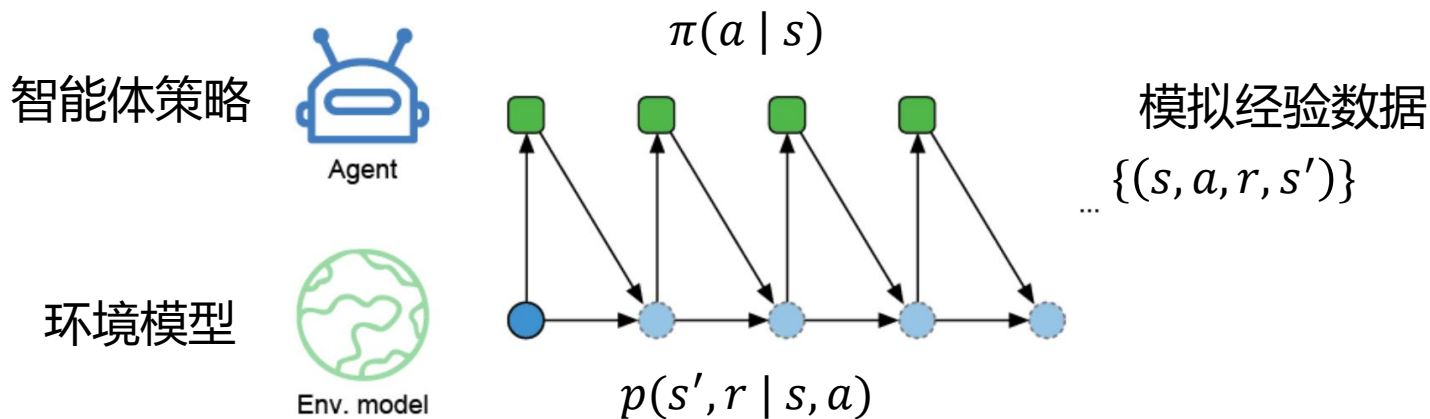 π(a | s)
智能体策略
Agent
模拟经验数据
{(s, a, r, s′)}
...
环境模型
Env. model
p(s′, r | s, a)